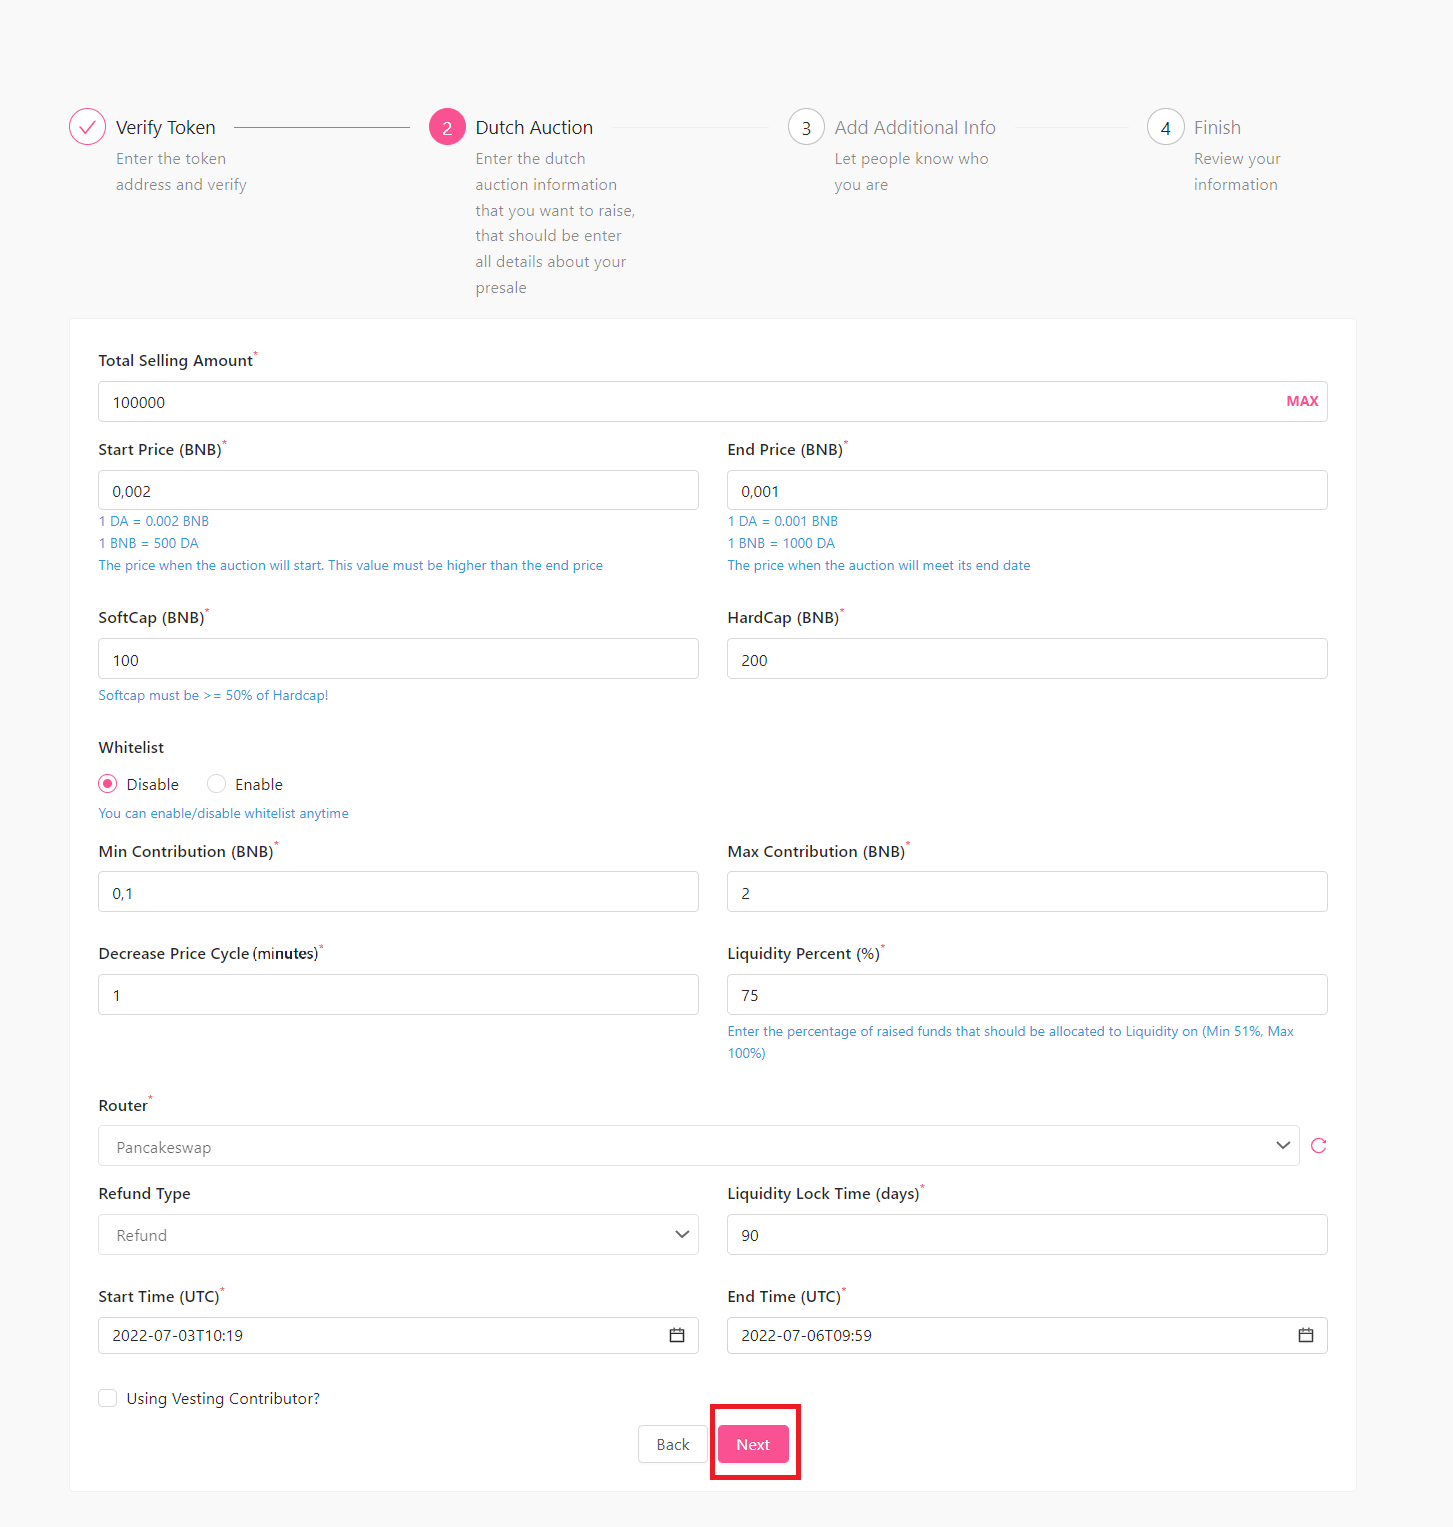 Verify Token
Enter the token
address and verify
2
Dutch Auction
Enter the dutch
auction information
that you want to raise,
that should be enter
all details about your
presale
3
Add Additional Info
Let people know who
you are
4
Finish
Review your
information
Total Selling Amount*
100000
MAX
Start Price (BNB)*
0,002
1 DA = 0.002 BNB
1 BNB = 500 DA
The price when the auction will start. This value must be higher than the end price
End Price (BNB)*
0,001
1 DA = 0.001 BNB
1 BNB = 1000 DA
The price when the auction will meet its end date
SoftCap (BNB)*
100
Softcap must be >= 50% of Hardcap!
HardCap (BNB)*
200
Whitelist
Disable
Enable
You can enable/disable whitelist anytime
Min Contribution (BNB)*
0,1
Max Contribution (BNB)*
2
Decrease Price Cycle (minutes)*
1
Liquidity Percent (%)*
75
Enter the percentage of raised funds that should be allocated to Liquidity on (Min 51%, Max
100%)
Router*
Pancakeswap
Refund Type
Refund
Liquidity Lock Time (days)*
90
Start Time (UTC)*
2022-07-03T10:19
End Time (UTC)*
2022-07-06T09:59
Using Vesting Contributor?
Back
Next